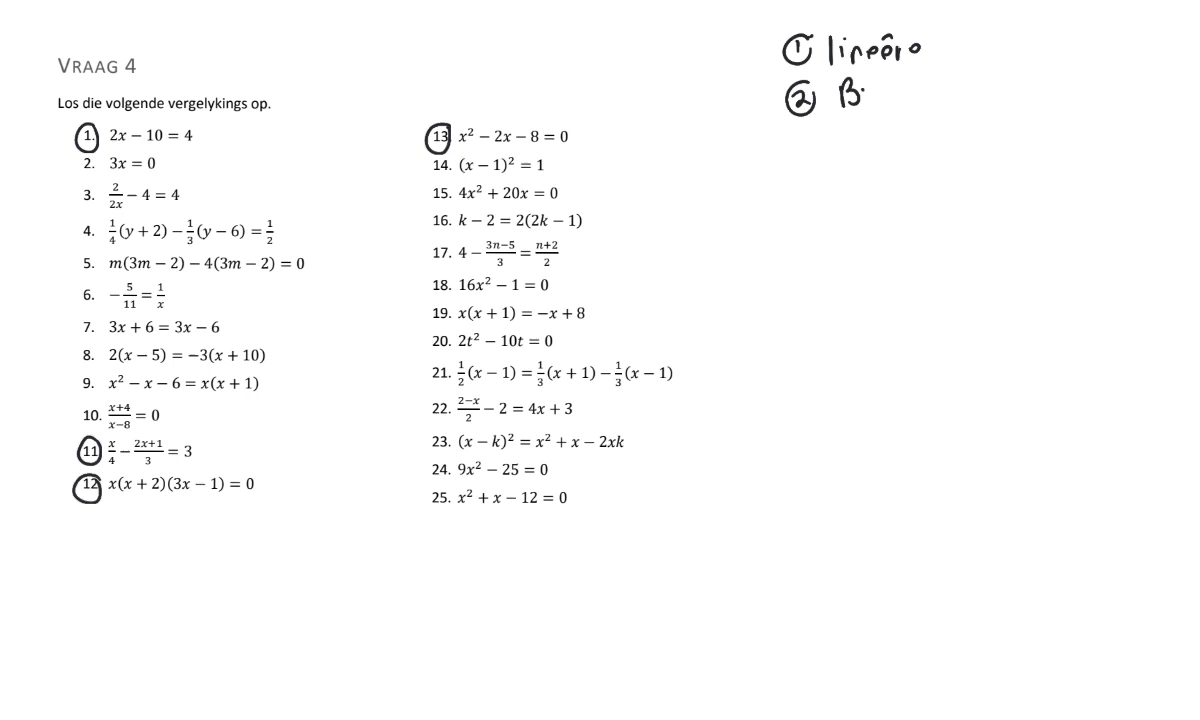 VRAAG 4
Los die volgende vergelykings op.
1. 2x − 10 = 4
2. 3x = 0
3. 2/2x − 4 = 4
4. 1/4(y + 2) − 1/3(y − 6) = 1/2
5. m(3m − 2) − 4(3m − 2) = 0
6. −5/11 = 1/x
7. 3x + 6 = 3x − 6
8. 2(x − 5) = −3(x + 10)
9. x² − x − 6 = x(x + 1)
10. x+4/x−8 = 0
11. x/4 − 2x+1/3 = 3
12. x(x + 2)(3x − 1) = 0
13. x² − 2x − 8 = 0
14. (x − 1)² = 1
15. 4x² + 20x = 0
16. k − 2 = 2(2k − 1)
17. 4 − 3n−5/3 = n+2/2
18. 16x² − 1 = 0
19. x(x + 1) = −x + 8
20. 2t² − 10t = 0
21. 1/2(x − 1) = 1/3(x + 1) − 1/3(x − 1)
22. 2−x/2 − 2 = 4x + 3
23. (x − k)² = x² + x − 2xk
24. 9x² − 25 = 0
25. x² + x − 12 = 0
① lineêre
② B.